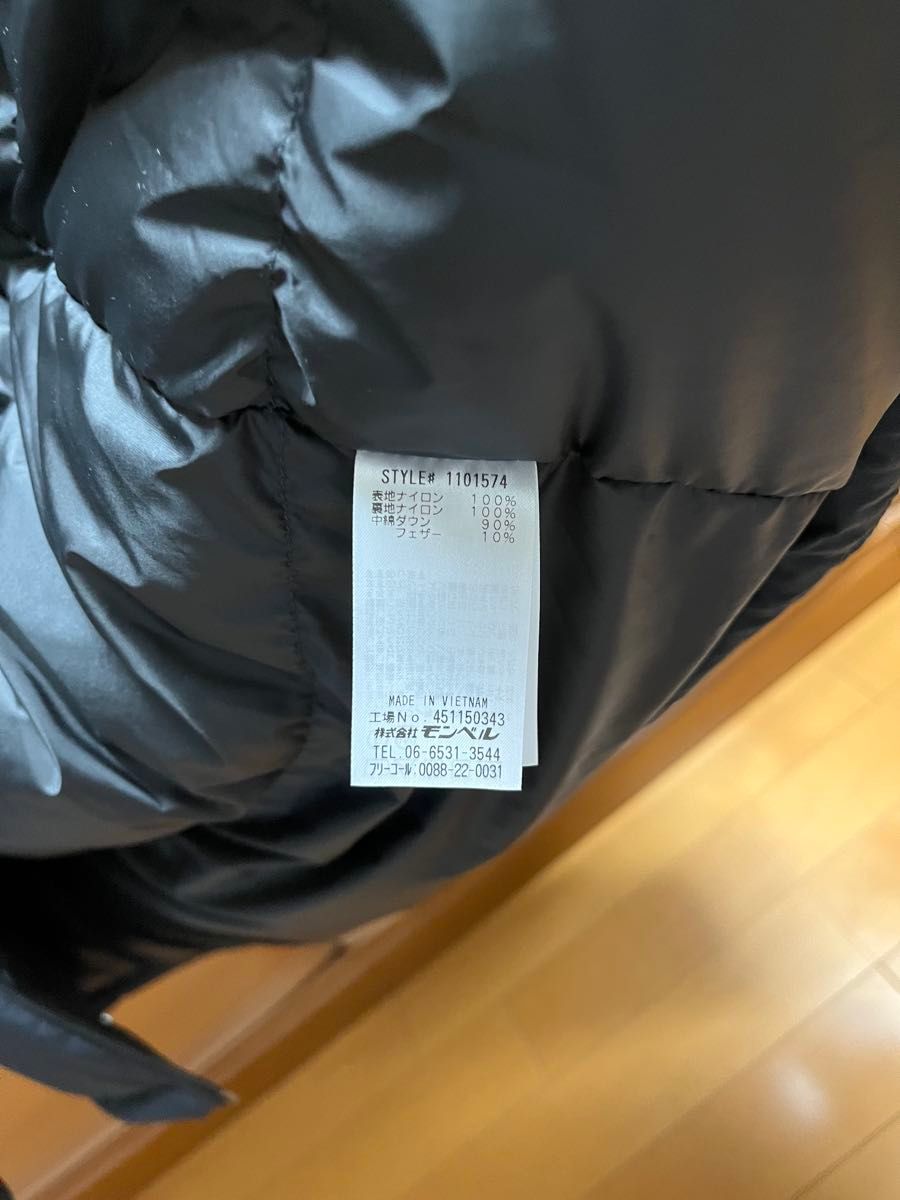 STYLE# 1101574
表地ナイロン 100%
裏地ナイロン 100%
中綿ダウン 90%
フェザー 10%
MADE IN VIETNAM
工場No. 451150343
株式会社 モンベル
TEL.06-6531-3544
フリーコール:0088-22-0031